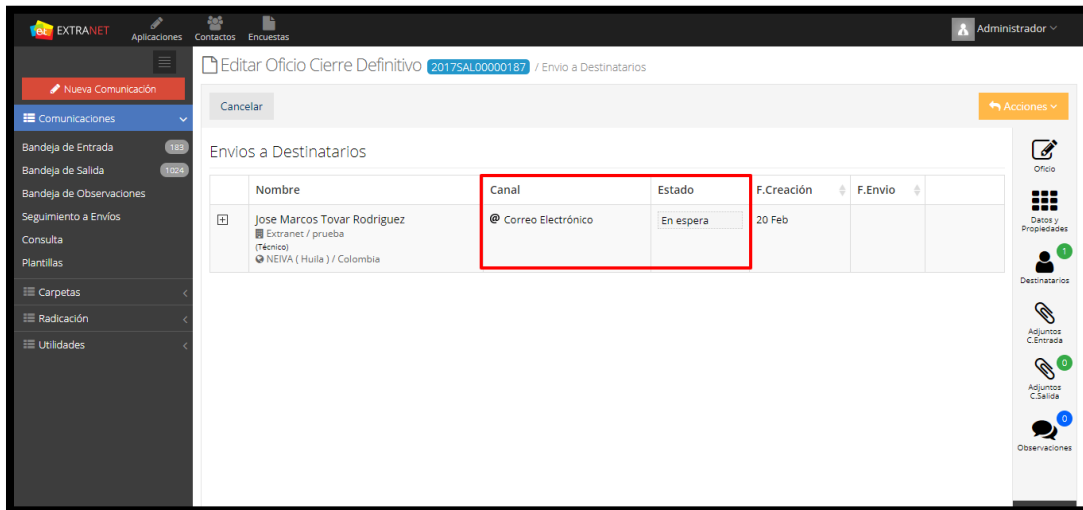 EXTRANET
Aplicaciones
Contactos
Encuestas
Administrador
Editar Oficio Cierre Definitivo 2017SAL00000187 / Envio a Destinatarios
Nueva Comunicación
Cancelar
Acciones
Comunicaciones
Bandeja de Entrada 183
Bandeja de Salida 1024
Bandeja de Observaciones
Seguimiento a Envíos
Consulta
Plantillas
Carpetas
Radicación
Utilidades
Envios a Destinatarios
Nombre Canal Estado F.Creación F.Envio
Jose Marcos Tovar Rodriguez @ Correo Electrónico En espera 20 Feb
Extranet / prueba
(Técnico)
NEIVA ( Huila ) / Colombia
Oficio
Datos y
Propiedades
1
Destinatarios
Adjuntos
C.Entrada
0
Adjuntos
C.Salida
0
Observaciones